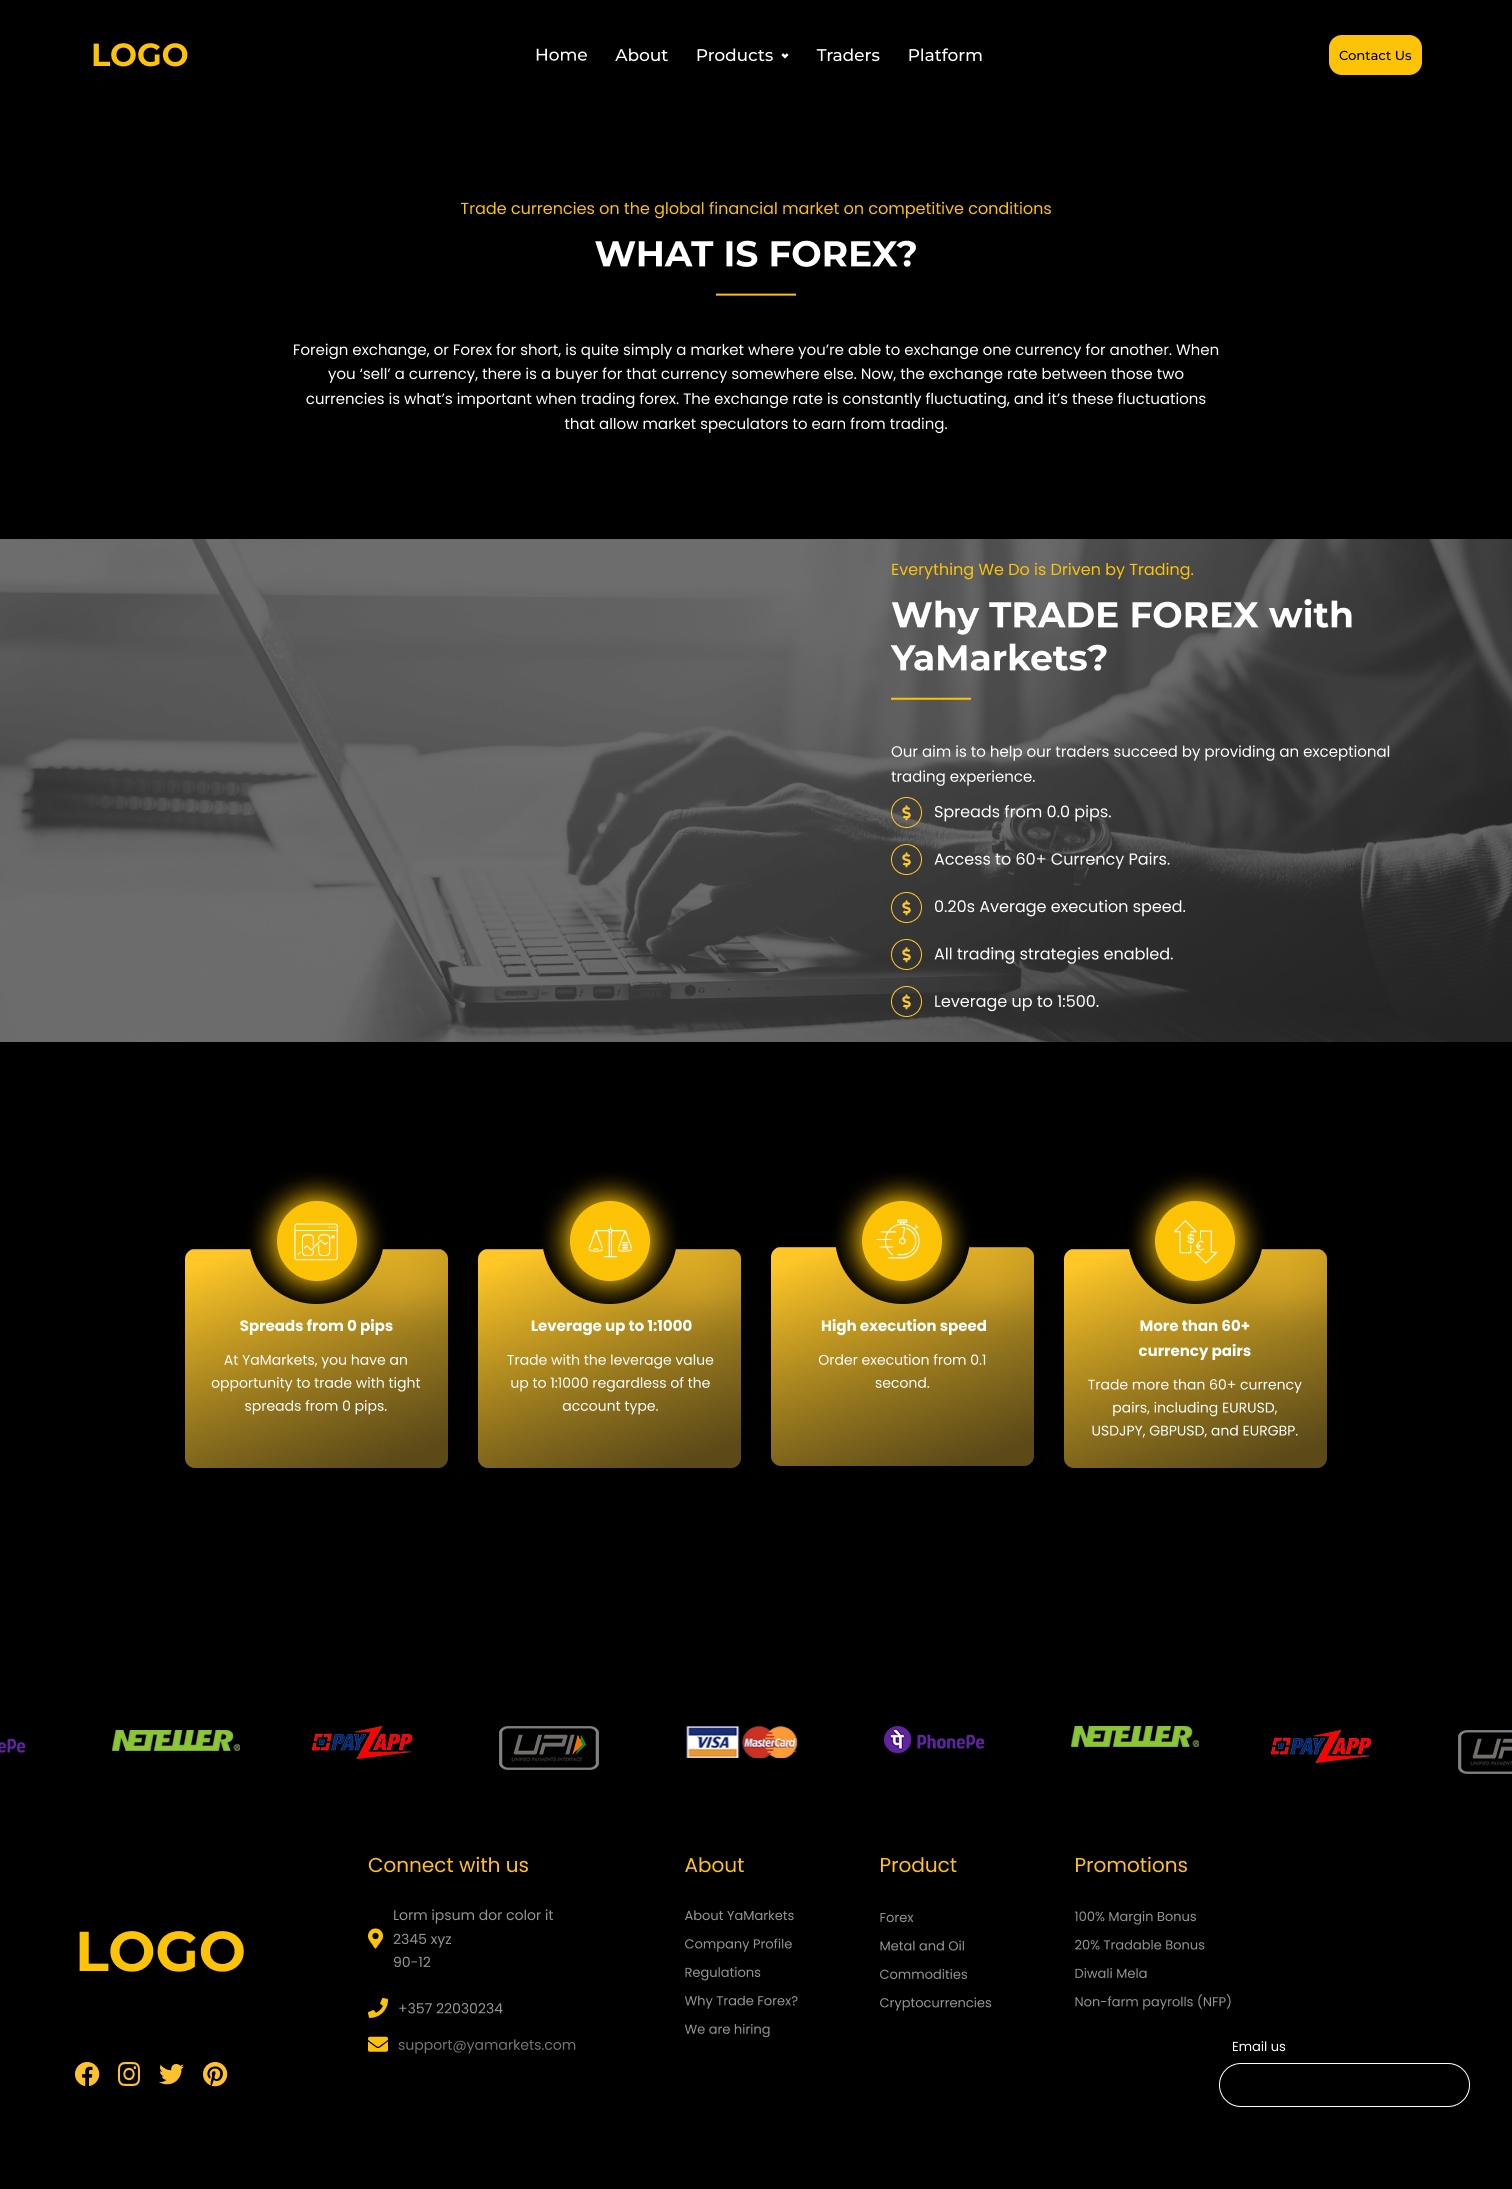 LOGO
Home About Products Traders Platform
Contact Us
Trade currencies on the global financial market on competitive conditions
WHAT IS FOREX?
Foreign exchange, or Forex for short, is quite simply a market where you’re able to exchange one currency for another. When
you ‘sell’ a currency, there is a buyer for that currency somewhere else. Now, the exchange rate between those two
currencies is what’s important when trading forex. The exchange rate is constantly fluctuating, and it’s these fluctuations
that allow market speculators to earn from trading.
Everything We Do is Driven by Trading.
Why TRADE FOREX with
YaMarkets?
Our aim is to help our traders succeed by providing an exceptional
trading experience.
$ Spreads from 0.0 pips.
$ Access to 60+ Currency Pairs.
$ 0.20s Average execution speed.
$ All trading strategies enabled.
$ Leverage up to 1:500.
Spreads from 0 pips
At YaMarkets, you have an
opportunity to trade with tight
spreads from 0 pips.
Leverage up to 1:1000
Trade with the leverage value
up to 1:1000 regardless of the
account type.
High execution speed
Order execution from 0.1
second.
$ €
More than 60+
currency pairs
Trade more than 60+ currency
pairs, including EURUSD,
USDJPY, GBPUSD, and EURGBP.
ePe
NETELLER®
PAYZAPP
UPI
UNIFIED PAYMENTS INTERFACE
VISA MasterCard
पे PhonePe
NETELLER®
PAYZAPP
UP
LOGO
Connect with us
Lorm ipsum dor color it
2345 xyz
90-12
+357 22030234
support@yamarkets.com
About
About YaMarkets
Company Profile
Regulations
Why Trade Forex?
We are hiring
Product
Forex
Metal and Oil
Commodities
Cryptocurrencies
Promotions
100% Margin Bonus
20% Tradable Bonus
Diwali Mela
Non-farm payrolls (NFP)
Email us